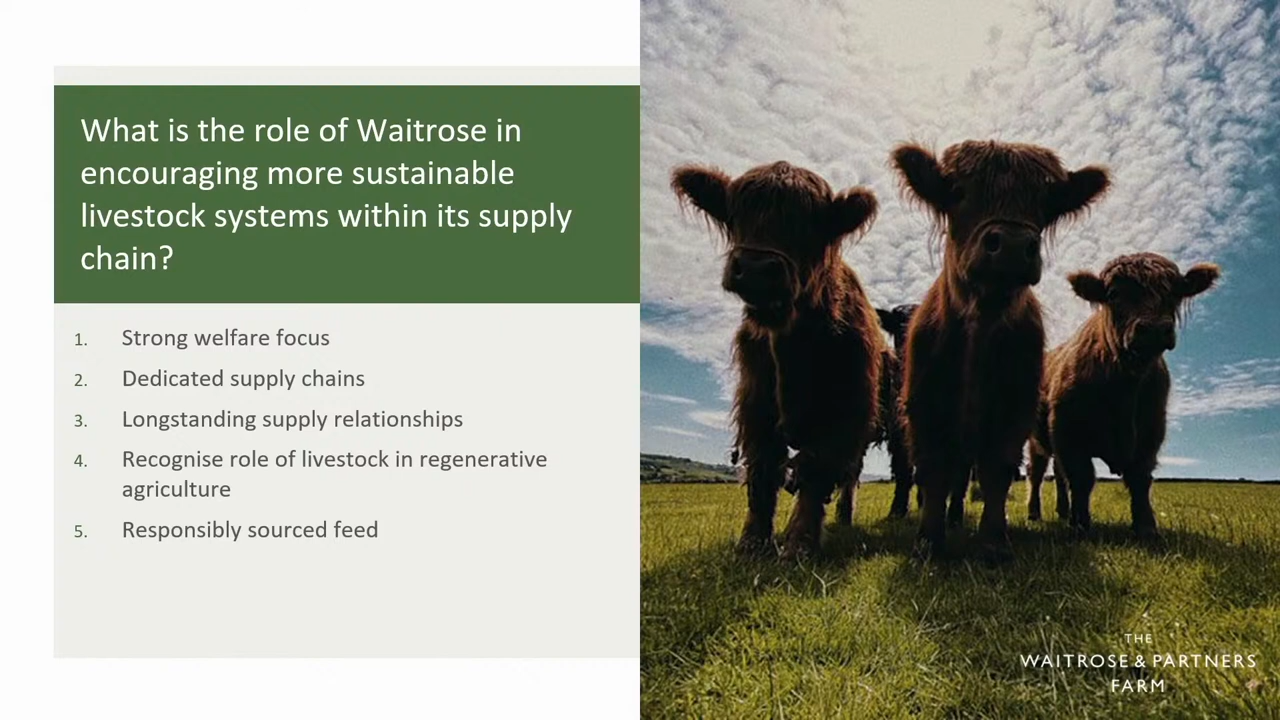 What is the role of Waitrose in
encouraging more sustainable
livestock systems within its supply
chain?
1. Strong welfare focus
2. Dedicated supply chains
3. Longstanding supply relationships
4. Recognise role of livestock in regenerative
agriculture
5. Responsibly sourced feed
THE
WAITROSE & PARTNERS
FARM